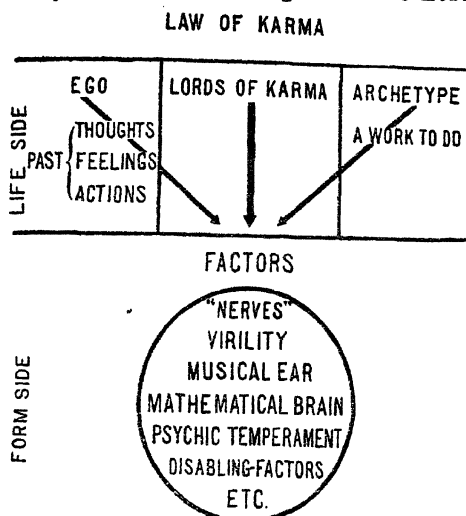 LAW OF KARMA
LIFE SIDE
EGO
PAST
THOUGHTS
FEELINGS
ACTIONS
LORDS OF KARMA
ARCHETYPE
A WORK TO DO
FORM SIDE
FACTORS
"NERVES"
VIRILITY
MUSICAL EAR
MATHEMATICAL BRAIN
PSYCHIC TEMPERAMENT
DISABLING-FACTORS
ETC.